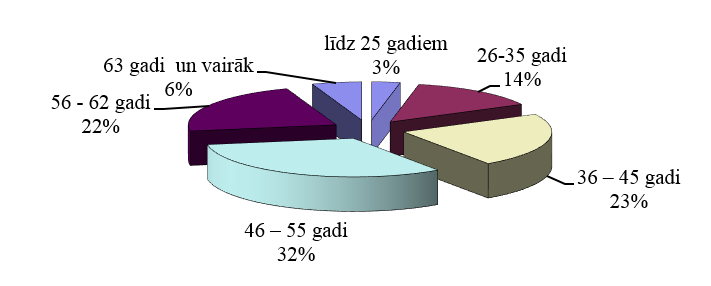 līdz 25 gadiem
3%
26-35 gadi
14%
36 – 45 gadi
23%
46 – 55 gadi
32%
56 - 62 gadi
22%
63 gadi  un vairāk
6%